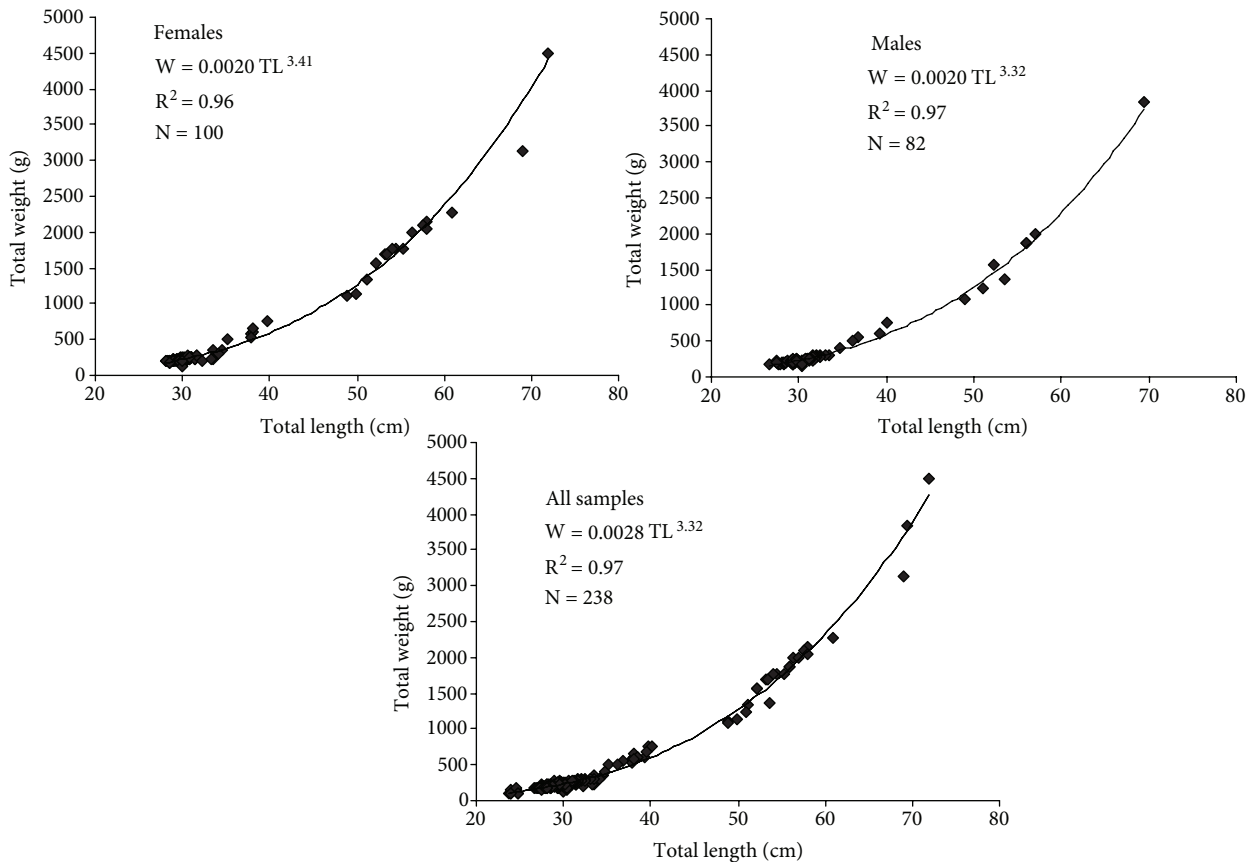 Females
W = 0.0020 TL^3.41
R² = 0.96
N = 100
5000
4500
4000
3500
3000
2500
2000
1500
1000
500
0
Total weight (g)
20 30 40 50 60 70 80
Total length (cm)
Males
W = 0.0020 TL^3.32
R² = 0.97
N = 82
5000
4500
4000
3500
3000
2500
2000
1500
1000
500
0
Total weight (g)
20 30 40 50 60 70 80
Total length (cm)
All samples
W = 0.0028 TL^3.32
R² = 0.97
N = 238
5000
4500
4000
3500
3000
2500
2000
1500
1000
500
0
Total weight (g)
20 30 40 50 60 70 80
Total length (cm)